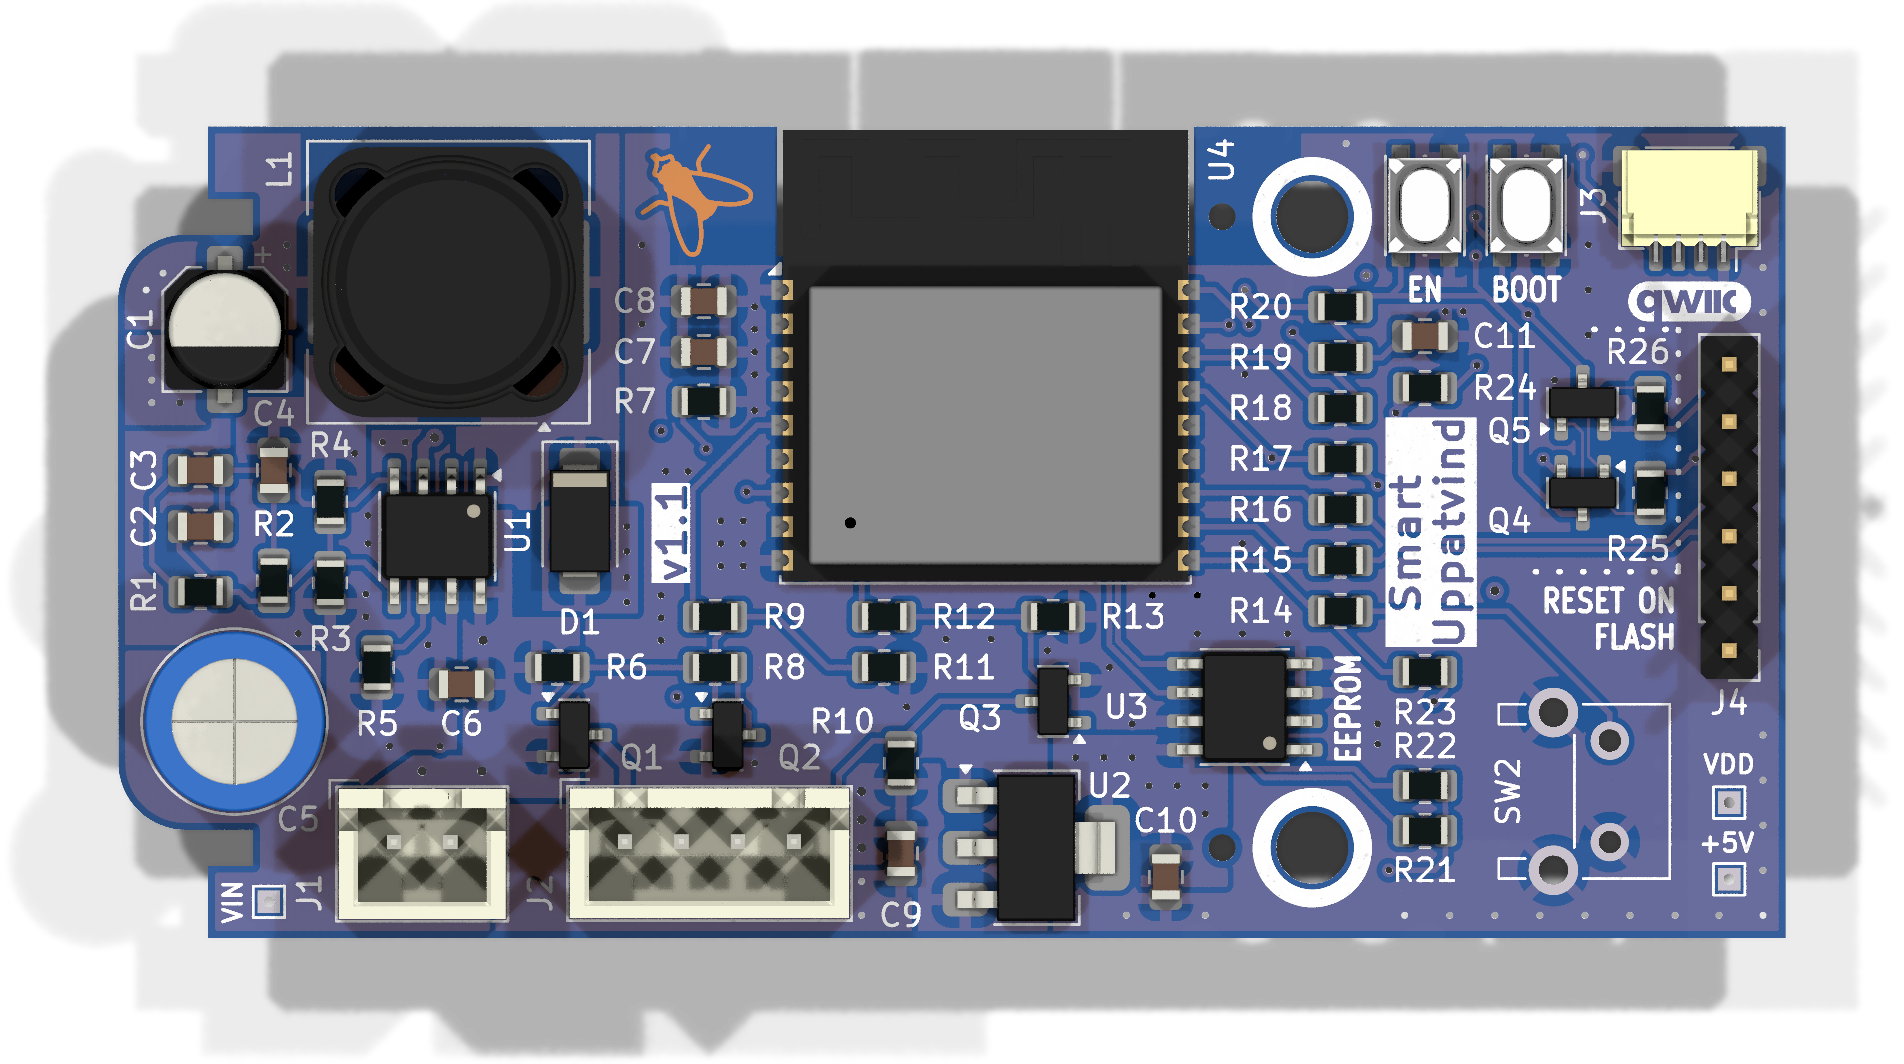 L1
U4
J3
+
C1
C8
C7
R7
R20
R19
R18
R17
R16
R15
R14
EN
BOOT
qwiic
C11
R24
R26
Q5
Q4
R25
C4
C3
C2
R4
R2
R1
R3
U1
D1
v1.1
Smart
Uppatvind
RESET ON
FLASH
J4
R9
R8
R6
R12
R11
R13
R5
C6
Q1
Q2
R10
Q3
U3
U2
EEPROM
R23
R22
R21
SW2
VDD
+5V
C5
VIN
J1
J2
C9
C10